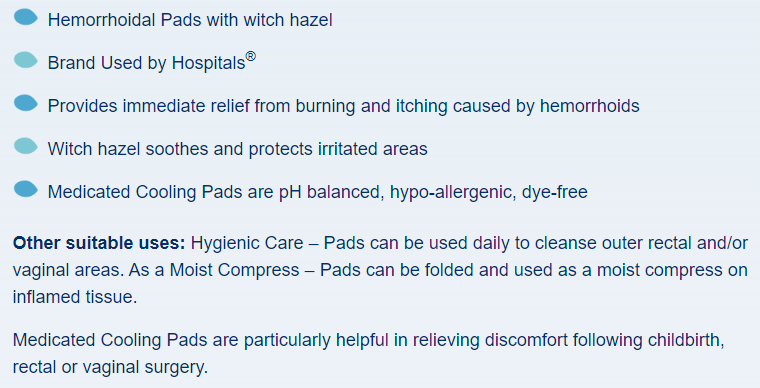 Hemorrhoidal Pads with witch hazel
Brand Used by Hospitals®
Provides immediate relief from burning and itching caused by hemorrhoids
Witch hazel soothes and protects irritated areas
Medicated Cooling Pads are pH balanced, hypo-allergenic, dye-free
Other suitable uses: Hygienic Care – Pads can be used daily to cleanse outer rectal and/or
vaginal areas. As a Moist Compress – Pads can be folded and used as a moist compress on
inflamed tissue.
Medicated Cooling Pads are particularly helpful in relieving discomfort following childbirth,
rectal or vaginal surgery.